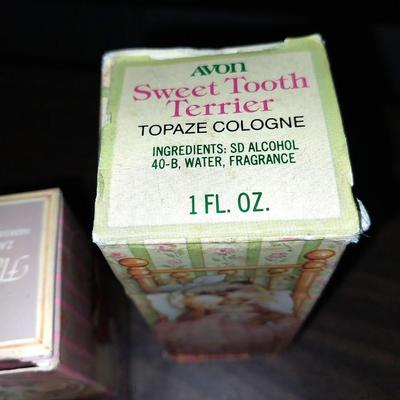 AVON
Sweet Tooth
Terrier
TOPAZE COLOGNE
INGREDIENTS: SD ALCOHOL
40-B, WATER, FRAGRANCE
1 FL. OZ.